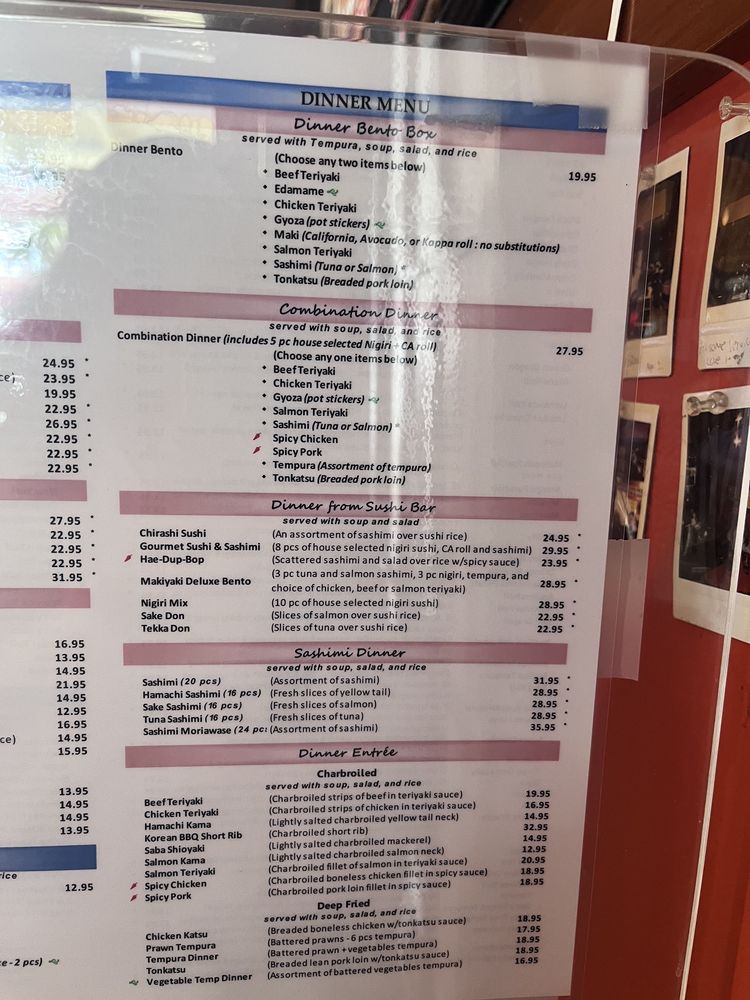 DINNER MENU
Dinner Bento Box
served with Tempura, soup, salad, and rice
Dinner Bento (Choose any two items below) 19.95
* Beef Teriyaki
* Edamame
* Chicken Teriyaki
* Gyoza (pot stickers)
* Maki (California, Avocado, or Kappa roll : no substitutions)
* Salmon Teriyaki
* Sashimi (Tuna or Salmon) *
* Tonkatsu (Breaded pork loin)
Combination Dinner
served with soup, salad, and rice
Combination Dinner (includes 5 pc house selected Nigiri + CA roll) 27.95
(Choose any one items below)
* Beef Teriyaki
* Chicken Teriyaki
* Gyoza (pot stickers)
* Salmon Teriyaki
* Sashimi (Tuna or Salmon) *
Spicy Chicken
Spicy Pork
* Tempura (Assortment of tempura)
* Tonkatsu (Breaded pork loin)
Dinner from Sushi Bar
served with soup and salad
Chirashi Sushi (An assortment of sashimi over sushi rice) 24.95 *
Gourmet Sushi & Sashimi (8 pcs of house selected nigiri sushi, CA roll and sashimi) 29.95 *
Hae-Dup-Bop (Scattered sashimi and salad over rice w/spicy sauce) 23.95 *
Makiyaki Deluxe Bento (3 pc tuna and salmon sashimi, 3 pc nigiri, tempura, and
choice of chicken, beef or salmon teriyaki) 28.95 *
Nigiri Mix (10 pc of house selected nigiri sushi) 28.95 *
Sake Don (Slices of salmon over sushi rice) 22.95 *
Tekka Don (Slices of tuna over sushi rice) 22.95 *
Sashimi Dinner
served with soup, salad, and rice
Sashimi (20 pcs) (Assortment of sashimi) 31.95 *
Hamachi Sashimi (16 pcs) (Fresh slices of yellow tail) 28.95 *
Sake Sashimi (16 pcs) (Fresh slices of salmon) 28.95 *
Tuna Sashimi (16 pcs) (Fresh slices of tuna) 28.95 *
Sashimi Moriawase (24 pc: (Assortment of sashimi) 35.95 *
Dinner Entrée
Charbroiled
served with soup, salad, and rice
Beef Teriyaki (Charbroiled strips of beef in teriyaki sauce) 19.95
Chicken Teriyaki (Charbroiled strips of chicken in teriyaki sauce) 16.95
Hamachi Kama (Lightly salted charbroiled yellow tail neck) 14.95
Korean BBQ Short Rib (Charbroiled short rib) 32.95
Saba Shioyaki (Lightly salted charbroiled mackerel) 14.95
Salmon Kama (Lightly salted charbroiled salmon neck) 12.95
Salmon Teriyaki (Charbroiled fillet of salmon in teriyaki sauce) 20.95
Spicy Chicken (Charbroiled boneless chicken fillet in spicy sauce) 18.95
Spicy Pork (Charbroiled pork loin fillet in spicy sauce) 18.95
Deep Fried
served with soup, salad, and rice
Chicken Katsu (Breaded boneless chicken w/tonkatsu sauce) 18.95
Prawn Tempura (Battered prawns - 6 pcs tempura) 17.95
Tempura Dinner (Battered prawn + vegetables tempura) 18.95
Tonkatsu (Breaded lean pork loin w/tonkatsu sauce) 18.95
Vegetable Temp Dinner (Assortment of battered vegetables tempura) 16.95
24.95 *
ce) 23.95 *
19.95
22.95 *
26.95 *
22.95 *
22.95 *
22.95 *
27.95 *
22.95 *
22.95 *
22.95 *
31.95 *
16.95
13.95
14.95
21.95
14.95
12.95
16.95
ce) 14.95
15.95
13.95
14.95
14.95
13.95
rice
12.95
ce - 2 pcs)